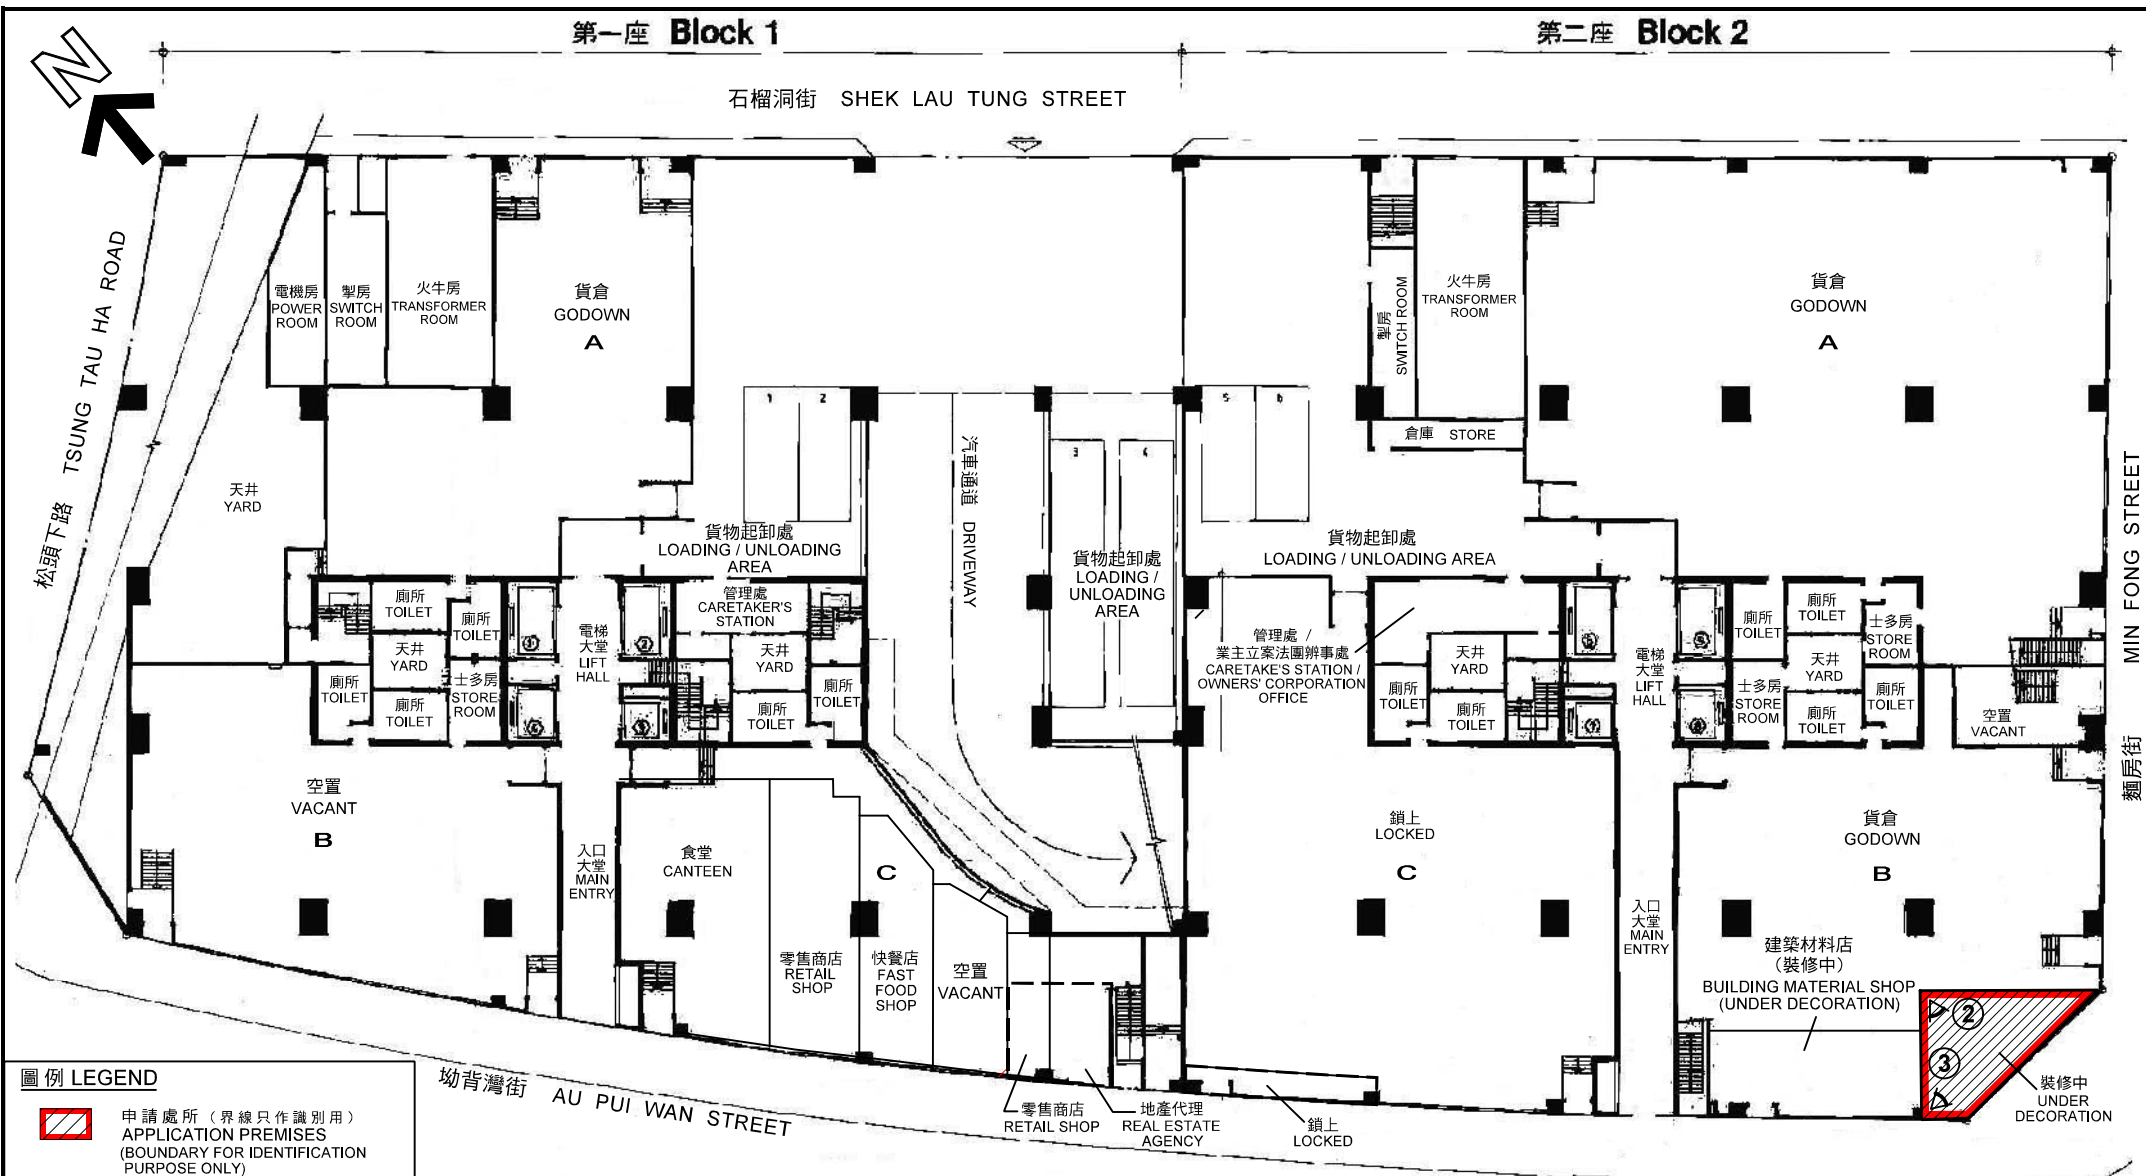 第一座 Block 1
第二座 Block 2
N
石榴洞街 SHEK LAU TUNG STREET
松頭下路 TSUNG TAU HA ROAD
電機房
POWER
ROOM
掣房
SWITCH
ROOM
火牛房
TRANSFORMER
ROOM
貨倉
GODOWN
A
掣房
SWITCH ROOM
火牛房
TRANSFORMER
ROOM
貨倉
GODOWN
A
1
2
3
4
5
6
倉庫 STORE
汽車通道 DRIVEWAY
天井
YARD
貨物起卸處
LOADING / UNLOADING
AREA
貨物起卸處
LOADING /
UNLOADING
AREA
貨物起卸處
LOADING / UNLOADING AREA
MIN FONG STREET
麵房街
廁所
TOILET
廁所
TOILET
天井
YARD
廁所
TOILET
廁所
TOILET
士多房
STORE
ROOM
電梯
大堂
LIFT
HALL
管理處
CARETAKER'S
STATION
天井
YARD
廁所
TOILET
廁所
TOILET
管理處 /
業主立案法團辦事處
CARETAKE'S STATION /
OWNERS' CORPORATION
OFFICE
天井
YARD
廁所
TOILET
廁所
TOILET
電梯
大堂
LIFT
HALL
廁所
TOILET
廁所
TOILET
士多房
STORE
ROOM
天井
YARD
士多房
STORE
ROOM
廁所
TOILET
廁所
TOILET
空置
VACANT
空置
VACANT
B
入口
大堂
MAIN
ENTRY
食堂
CANTEEN
C
零售商店
RETAIL
SHOP
快餐店
FAST
FOOD
SHOP
空置
VACANT
鎖上
LOCKED
C
入口
大堂
MAIN
ENTRY
貨倉
GODOWN
B
建築材料店
(裝修中)
BUILDING MATERIAL SHOP
(UNDER DECORATION)
2
3
裝修中
UNDER
DECORATION
零售商店
RETAIL SHOP
地產代理
REAL ESTATE
AGENCY
鎖上
LOCKED
坳背灣街 AU PUI WAN STREET
圖例 LEGEND
申請處所 (界線只作識別用)
APPLICATION PREMISES
(BOUNDARY FOR IDENTIFICATION
PURPOSE ONLY)